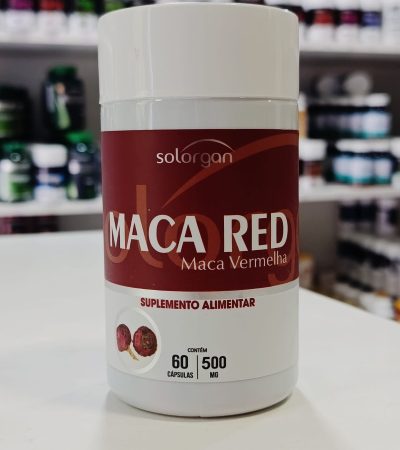 solorgan
MACA RED
Maca Vermelha
SUPLEMENTO ALIMENTAR
CONTÉM
60 | 500
CÁPSULAS MG